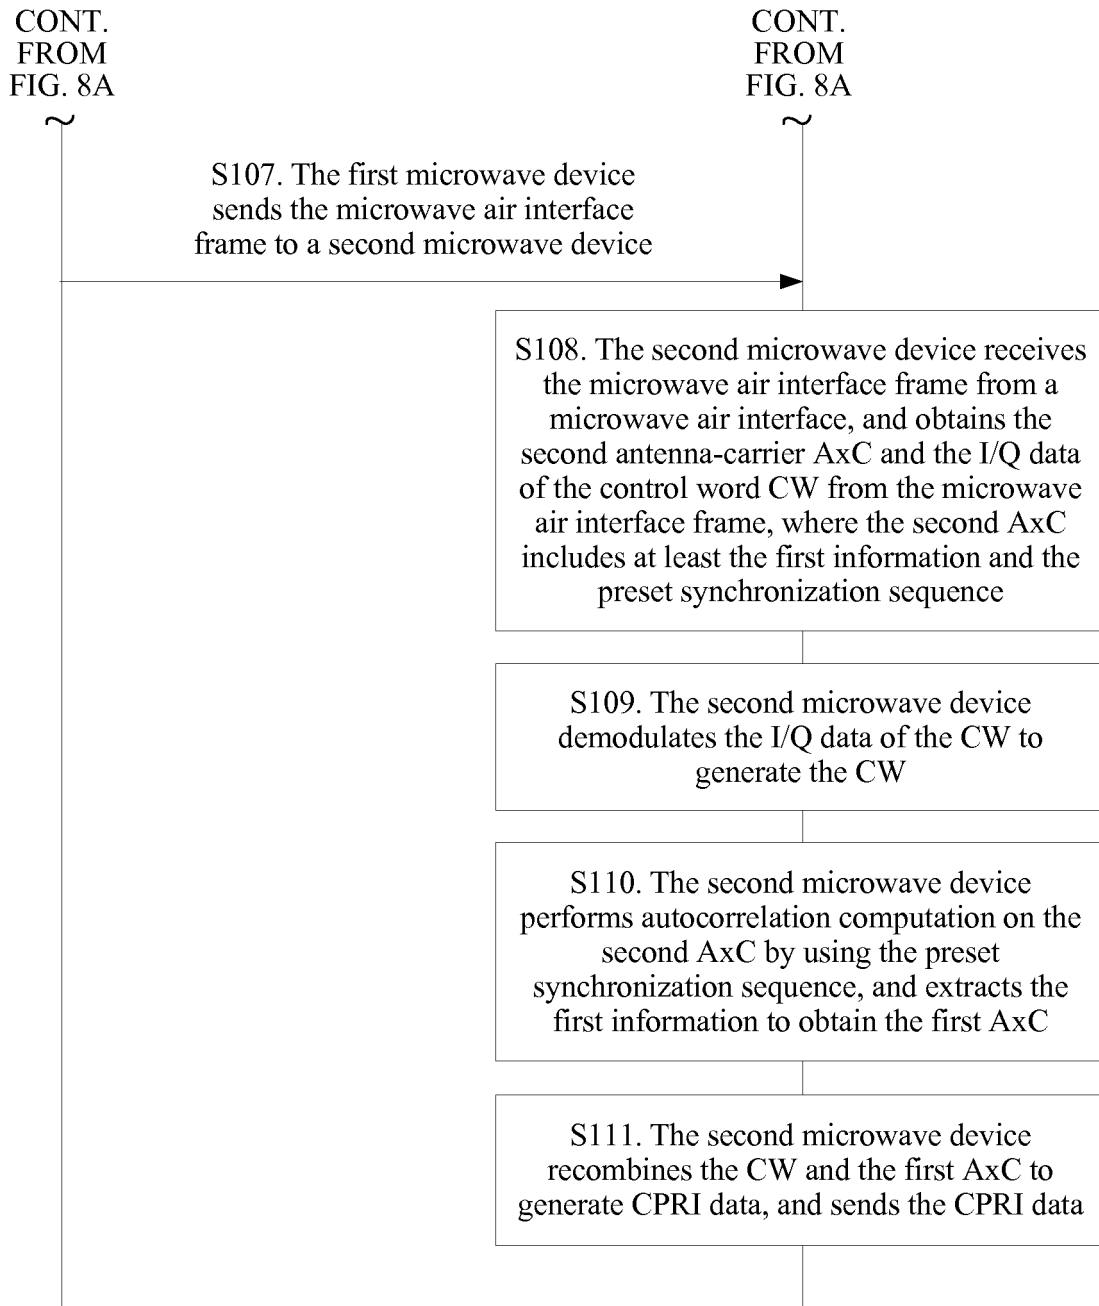 CONT.
FROM
FIG. 8A
CONT.
FROM
FIG. 8A
S107. The first microwave device
sends the microwave air interface
frame to a second microwave device
S108. The second microwave device receives
the microwave air interface frame from a
microwave air interface, and obtains the
second antenna-carrier AxC and the I/Q data
of the control word CW from the microwave
air interface frame, where the second AxC
includes at least the first information and the
preset synchronization sequence
S109. The second microwave device
demodulates the I/Q data of the CW to
generate the CW
S110. The second microwave device
performs autocorrelation computation on the
second AxC by using the preset
synchronization sequence, and extracts the
first information to obtain the first AxC
S111. The second microwave device
recombines the CW and the first AxC to
generate CPRI data, and sends the CPRI data